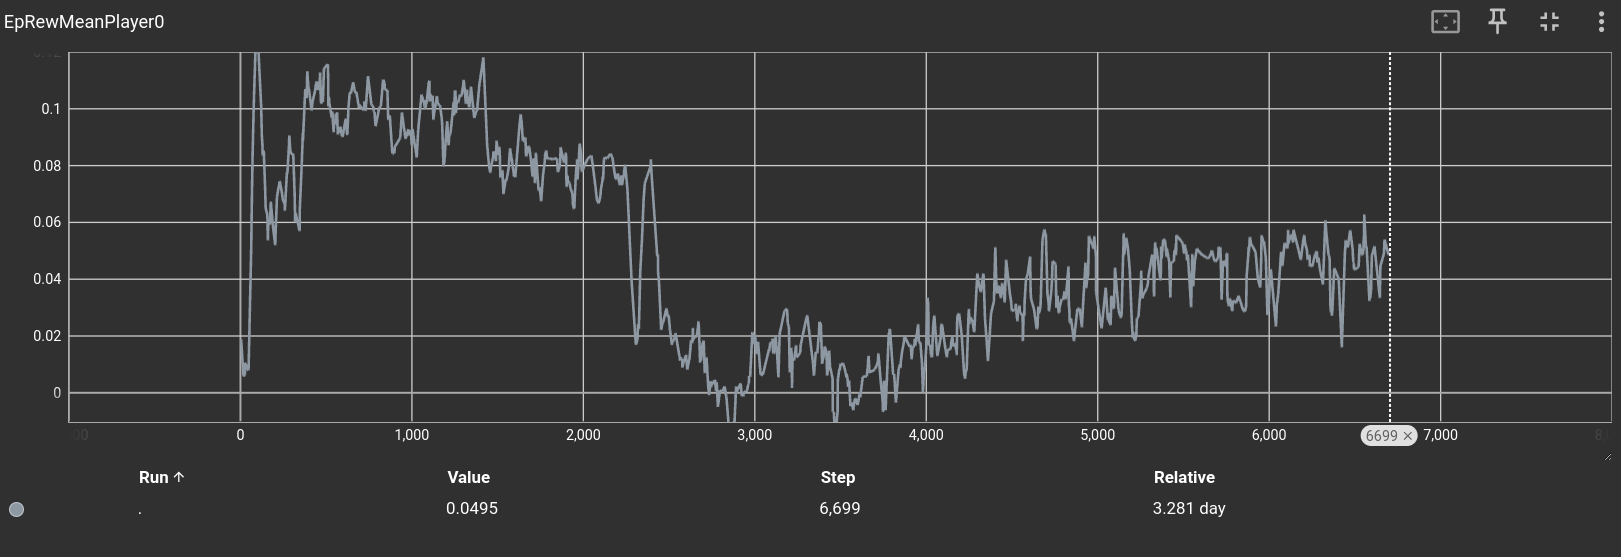 EpRewMeanPlayer0
0.12
0.1
0.08
0.06
0.04
0.02
0
0 1,000 2,000 3,000 4,000 5,000 6,000 6699 × 7,000
Run ↑ Value Step Relative
. 0.0495 6,699 3.281 day